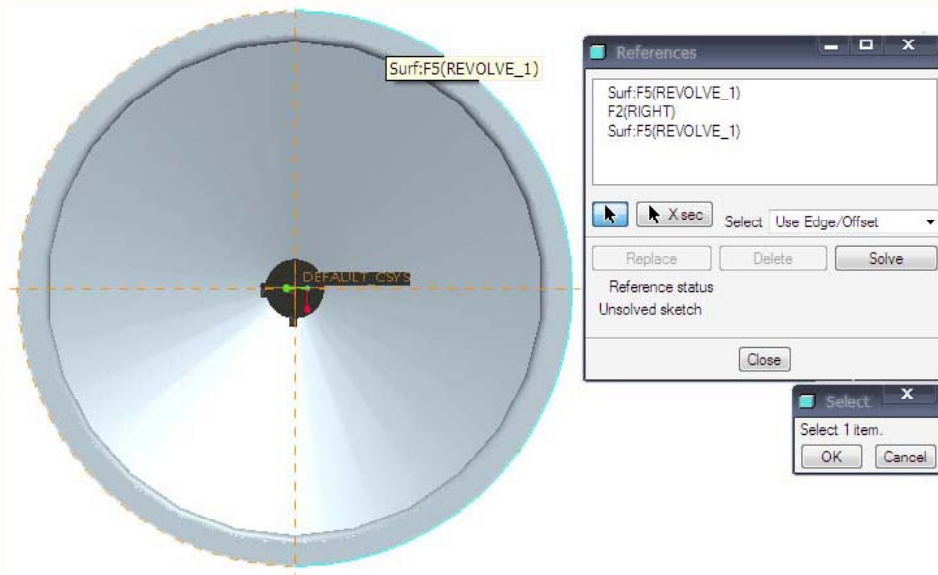 Surf:F5(REVOLVE_1)
DEFAULT_CSYS
References
Surf:F5(REVOLVE_1)
F2(RIGHT)
Surf:F5(REVOLVE_1)
X sec
Select Use Edge/Offset
Replace Delete Solve
Reference status
Unsolved sketch
Close
Select
Select 1 item.
OK Cancel